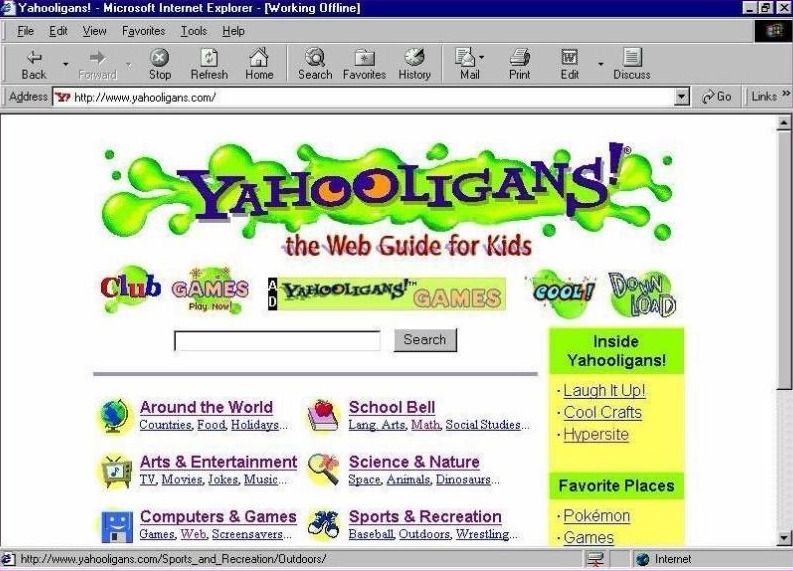 Yahooligans! - Microsoft Internet Explorer - [Working Offline]
File Edit View Favorites Tools Help
Back Forward Stop Refresh Home Search Favorites History Mail Print Edit Discuss
Address http://www.yahooligans.com/ Go Links »
YAHOOLIGANS!®
the Web Guide for Kids
Club GAMES Play Now! AD YAHOOLIGANS!™ GAMES COOL! DOWNLOAD
Search
Inside
Yahooligans!
· Laugh It Up!
· Cool Crafts
· Hypersite
Around the World
Countries, Food, Holidays...
School Bell
Lang. Arts, Math, Social Studies...
Arts & Entertainment
TV, Movies, Jokes, Music...
Science & Nature
Space, Animals, Dinosaurs...
Computers & Games
Games, Web, Screensavers...
Sports & Recreation
Baseball, Outdoors, Wrestling...
Favorite Places
· Pokémon
· Games
http://www.yahooligans.com/Sports_and_Recreation/Outdoors/ Internet